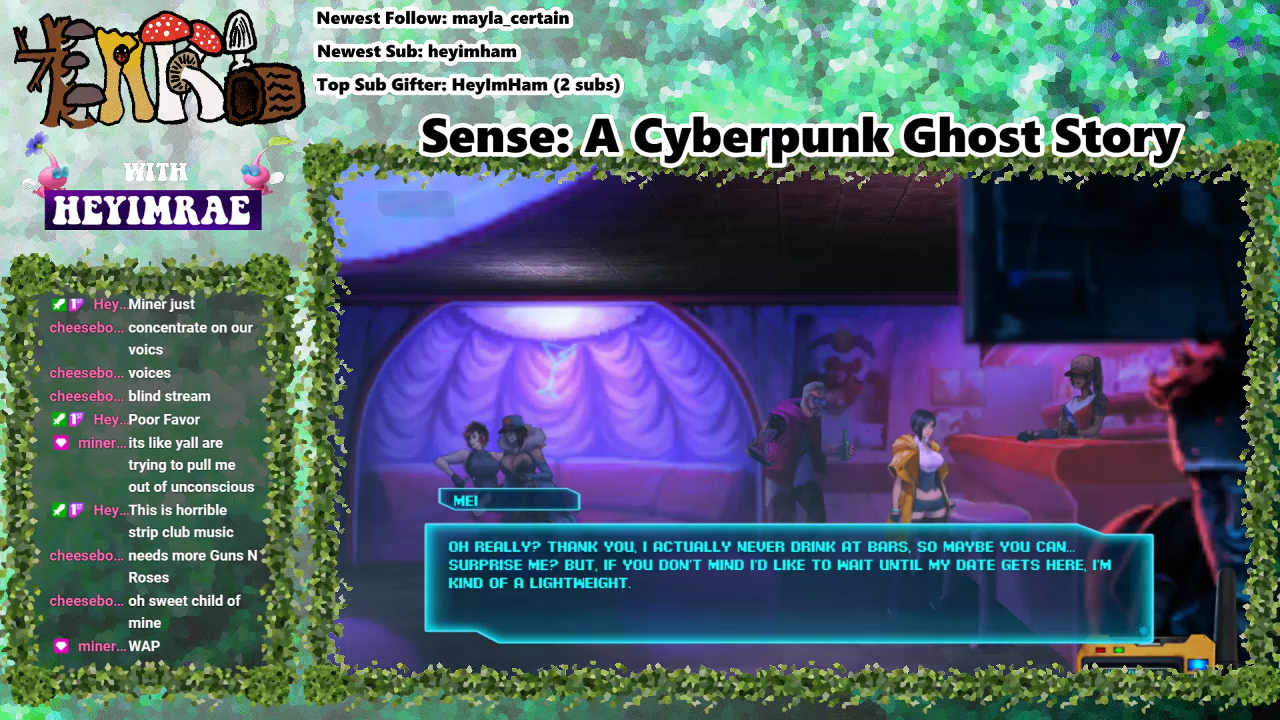 Newest Follow: mayla_certain
Newest Sub: heyimham
Top Sub Gifter: HeyImHam (2 subs)
Sense: A Cyberpunk Ghost Story
WITH
HEYIMRAE
Hey... Miner just
cheesebo... concentrate on our
voics
cheesebo... voices
cheesebo... blind stream
Hey... Poor Favor
miner... its like yall are
trying to pull me
out of unconscious
Hey... This is horrible
strip club music
cheesebo... needs more Guns N
Roses
cheesebo... oh sweet child of
mine
miner... WAP
MEI
OH REALLY? THANK YOU, I ACTUALLY NEVER DRINK AT BARS, SO MAYBE YOU CAN...
SURPRISE ME? BUT, IF YOU DON'T MIND I'D LIKE TO WAIT UNTIL MY DATE GETS HERE, I'M
KIND OF A LIGHTWEIGHT.